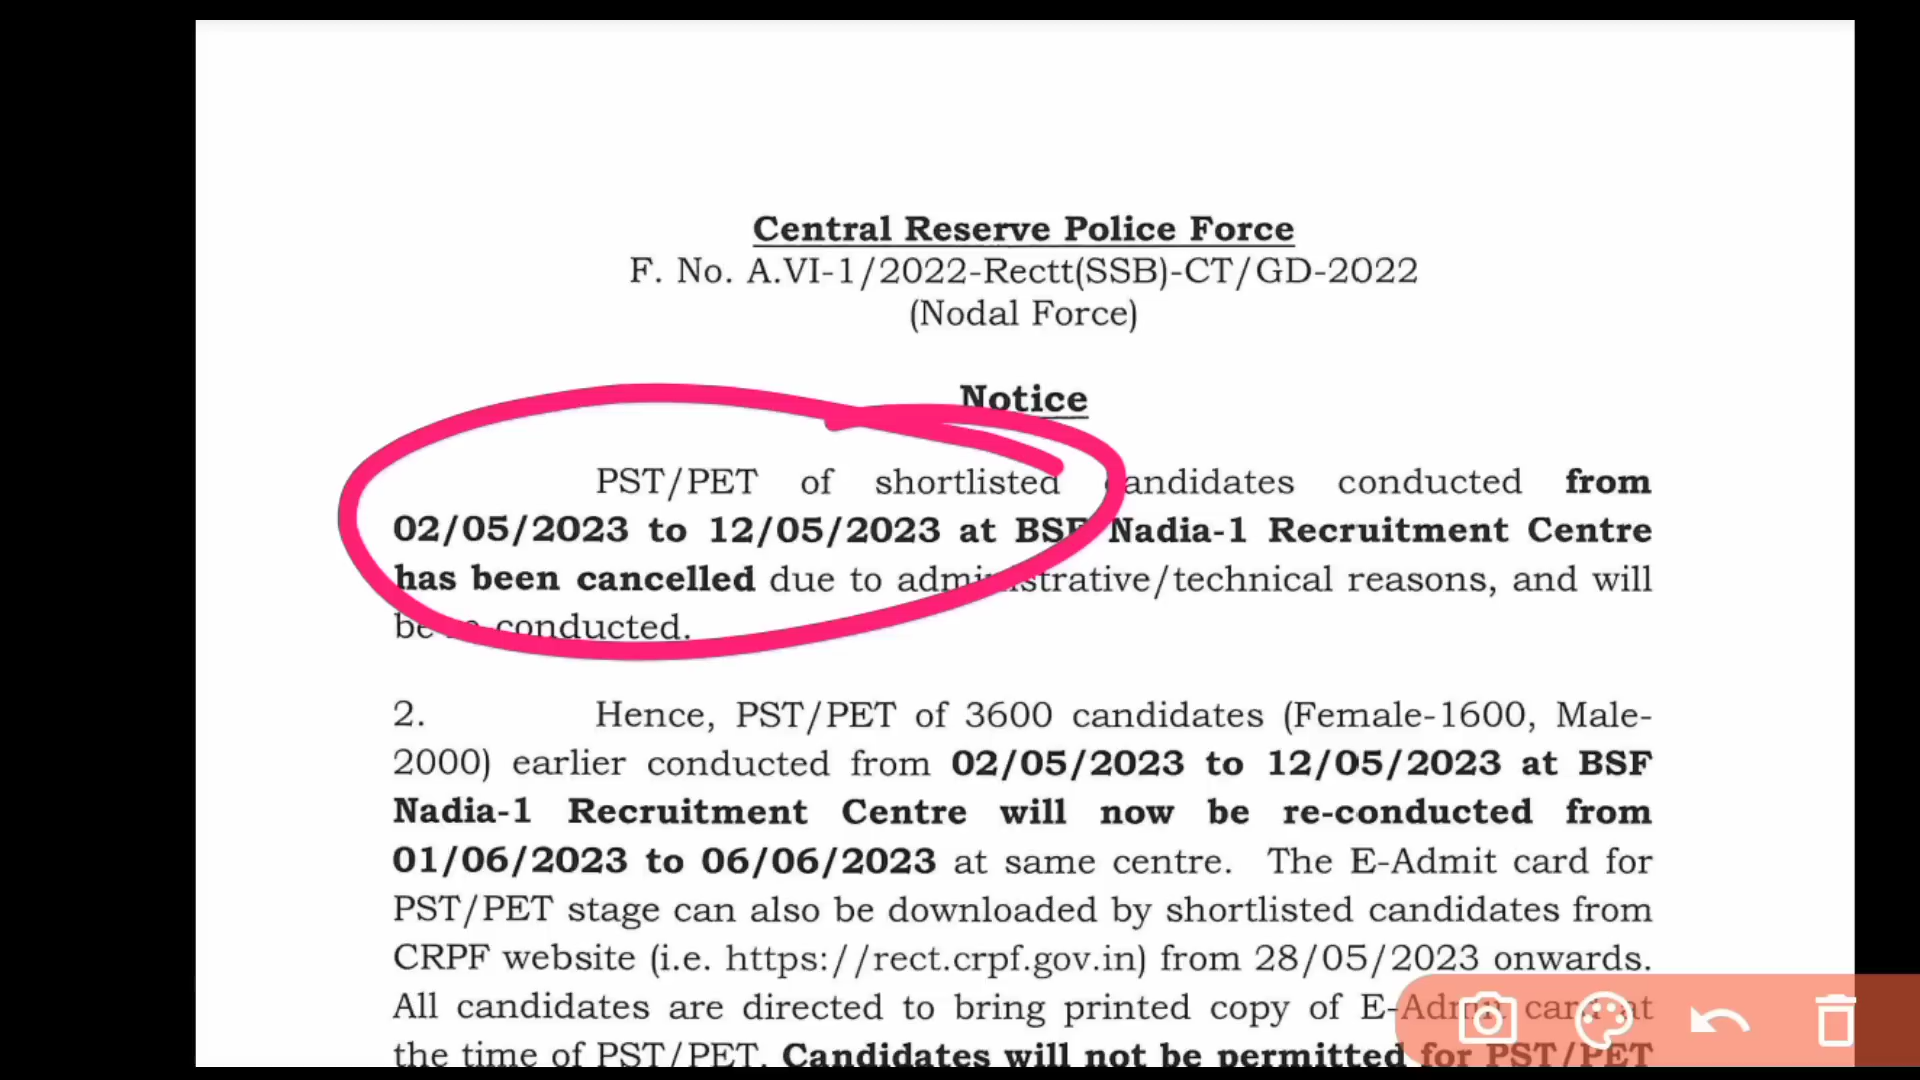 Central Reserve Police Force
F. No. A.VI-1/2022-Rectt(SSB)-CT/GD-2022
(Nodal Force)
Notice
PST/PET of shortlisted candidates conducted from
02/05/2023 to 12/05/2023 at BSF Nadia-1 Recruitment Centre
has been cancelled due to administrative/technical reasons, and will
be re-conducted.
2. Hence, PST/PET of 3600 candidates (Female-1600, Male-
2000) earlier conducted from 02/05/2023 to 12/05/2023 at BSF
Nadia-1 Recruitment Centre will now be re-conducted from
01/06/2023 to 06/06/2023 at same centre. The E-Admit card for
PST/PET stage can also be downloaded by shortlisted candidates from
CRPF website (i.e. https://rect.crpf.gov.in) from 28/05/2023 onwards.
All candidates are directed to bring printed copy of E-Admit card at
the time of PST/PET. Candidates will not be permitted for PST/PET